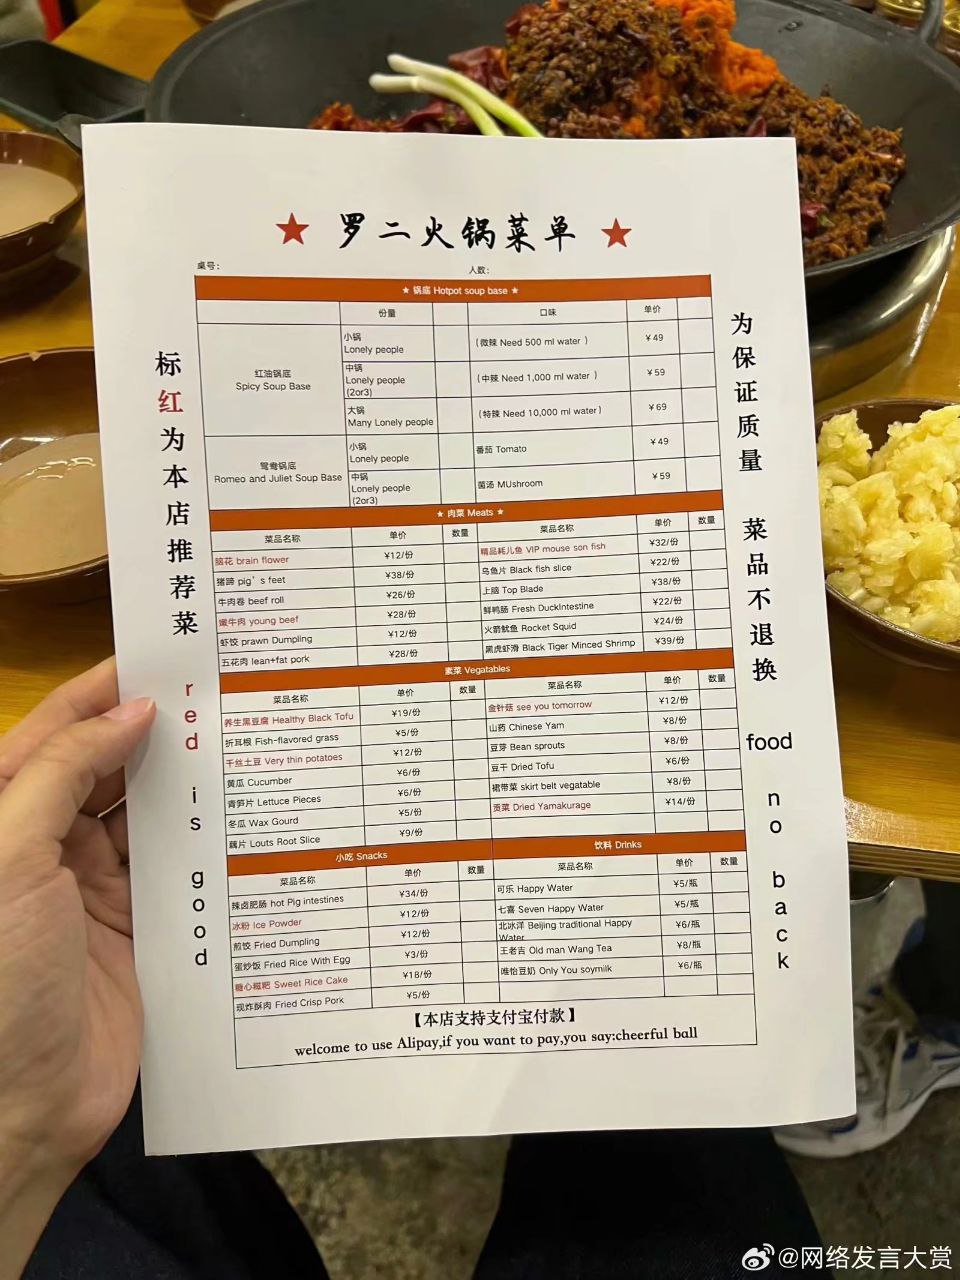 ★ 罗二火锅菜单 ★
桌号: 人数:
★ 锅底 Hotpot soup base ★
份量 口味 单价
红油锅底 Spicy Soup Base
小锅 Lonely people (微辣 Need 500 ml water ) ¥49
中锅 Lonely people (2or3) (中辣 Need 1,000 ml water ) ¥59
大锅 Many Lonely people (特辣 Need 10,000 ml water) ¥69
鸳鸯锅底 Romeo and Juliet Soup Base
小锅 Lonely people 番茄 Tomato ¥49
中锅 Lonely people (2or3) 菌汤 MUshroom ¥59
★ 肉菜 Meats ★
菜品名称 单价 数量 菜品名称 单价 数量
脑花 brain flower ¥12/份 精品耗儿鱼 VIP mouse son fish ¥32/份
猪蹄 pig's feet ¥38/份 乌鱼片 Black fish slice ¥22/份
牛肉卷 beef roll ¥26/份 上脑 Top Blade ¥38/份
嫩牛肉 young beef ¥28/份 鲜鸭肠 Fresh DuckIntestine ¥22/份
虾饺 prawn Dumpling ¥12/份 火箭鱿鱼 Rocket Squid ¥24/份
五花肉 lean+fat pork ¥28/份 黑虎虾滑 Black Tiger Minced Shrimp ¥39/份
素菜 Vegatables
菜品名称 单价 数量 菜品名称 单价 数量
养生黑豆腐 Healthy Black Tofu ¥19/份 金针菇 see you tomorrow ¥12/份
折耳根 Fish-flavored grass ¥5/份 山药 Chinese Yam ¥8/份
千丝土豆 Very thin potatoes ¥12/份 豆芽 Bean sprouts ¥8/份
黄瓜 Cucumber ¥6/份 豆干 Dried Tofu ¥6/份
青笋片 Lettuce Pieces ¥6/份 裙带菜 skirt belt vegatable ¥8/份
冬瓜 Wax Gourd ¥5/份 贡菜 Dried Yamakurage ¥14/份
藕片 Louts Root Slice ¥9/份
小吃 Snacks 饮料 Drinks
菜品名称 单价 数量 菜品名称 单价 数量
辣卤肥肠 hot Pig intestines ¥34/份 可乐 Happy Water ¥5/瓶
冰粉 Ice Powder ¥12/份 七喜 Seven Happy Water ¥5/瓶
煎饺 Fried Dumpling ¥12/份 北冰洋 Beijing traditional Happy Water ¥6/瓶
蛋炒饭 Fried Rice With Egg ¥3/份 王老吉 Old man Wang Tea ¥8/瓶
糖心糍粑 Sweet Rice Cake ¥18/份 唯怡豆奶 Only You soymilk ¥6/瓶
现炸酥肉 Fried Crisp Pork ¥5/份
【本店支持支付宝付款】
welcome to use Alipay,if you want to pay,you say:cheerful ball
标红为本店推荐菜 red is good
为保证质量 菜品不退换 food no back
@网络发言大赏